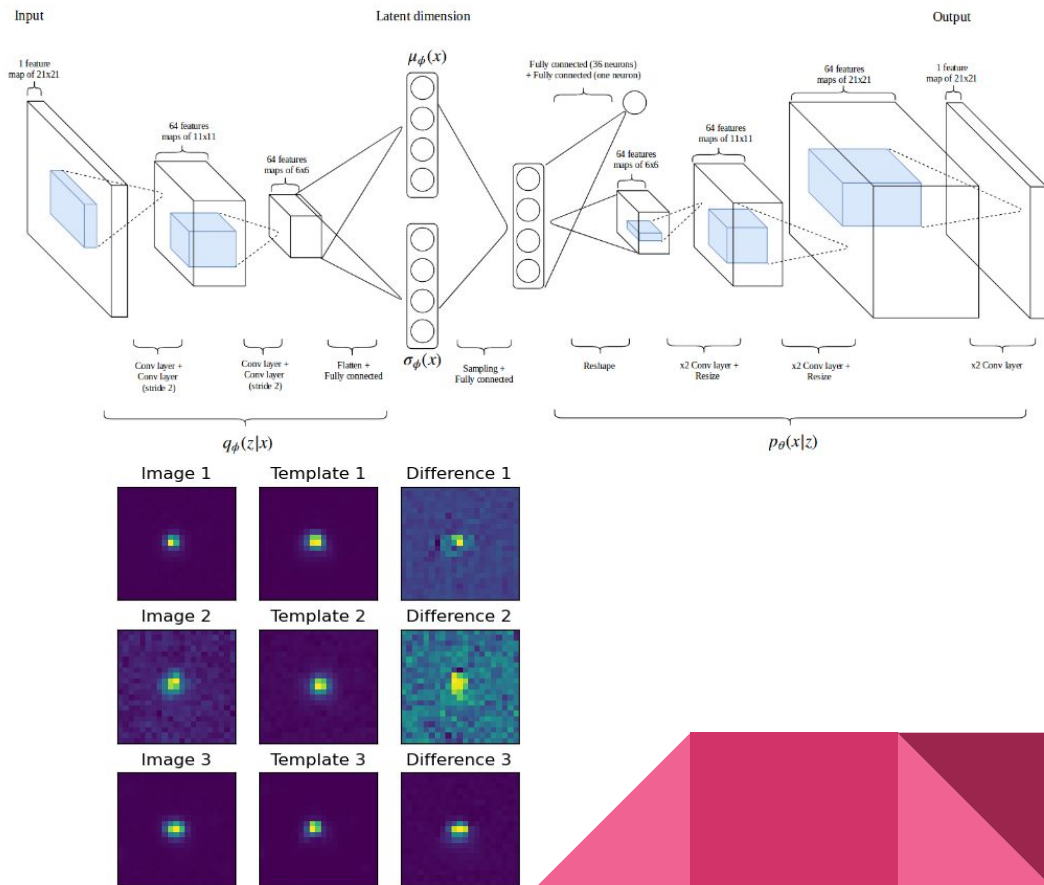 Input
Latent dimension
Output
1 feature
map of 21x21
64 features
maps of 11x11
64 features
maps of 6x6
μϕ(x)
σϕ(x)
Fully connected (36 neurons)
+ Fully connected (one neuron)
64 features
maps of 6x6
64 features
maps of 11x11
64 features
maps of 21x21
1 feature
map of 21x21
Conv layer +
Conv layer
(stride 2)
Conv layer +
Conv layer
(stride 2)
Flatten +
Fully connected
Sampling +
Fully connected
Reshape
x2 Conv layer +
Resize
x2 Conv layer +
Resize
x2 Conv layer
qϕ(z|x)
pθ(x|z)
Image 1
Template 1
Difference 1
Image 2
Template 2
Difference 2
Image 3
Template 3
Difference 3